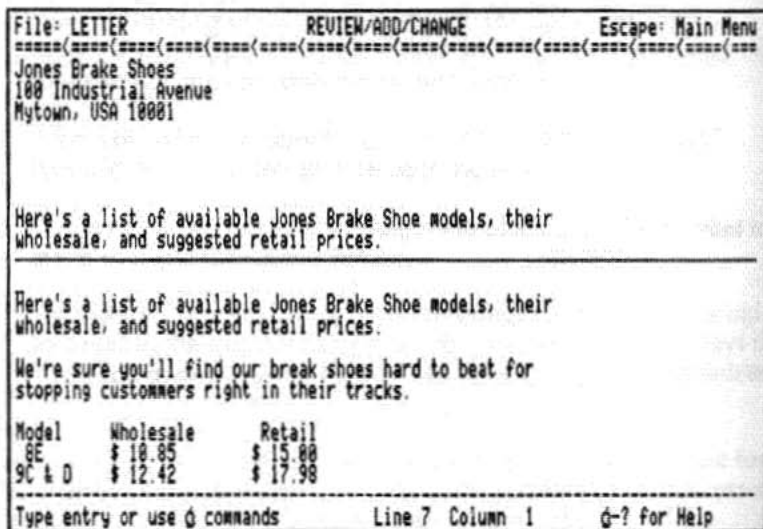 File: LETTER REVIEW/ADD/CHANGE Escape: Main Menu
=====<====<====<====<====<====<====<====<====<====<====<====<====<====<====<===
Jones Brake Shoes
100 Industrial Avenue
Mytown, USA 10001
Here's a list of available Jones Brake Shoe models, their
wholesale, and suggested retail prices.
Here's a list of available Jones Brake Shoe models, their
wholesale, and suggested retail prices.
We're sure you'll find our break shoes hard to beat for
stopping custommers right in their tracks.
Model Wholesale Retail
8E $ 10.85 $ 15.00
9C & D $ 12.42 $ 17.98
Type entry or use commands Line 7 Column 1 -? for Help